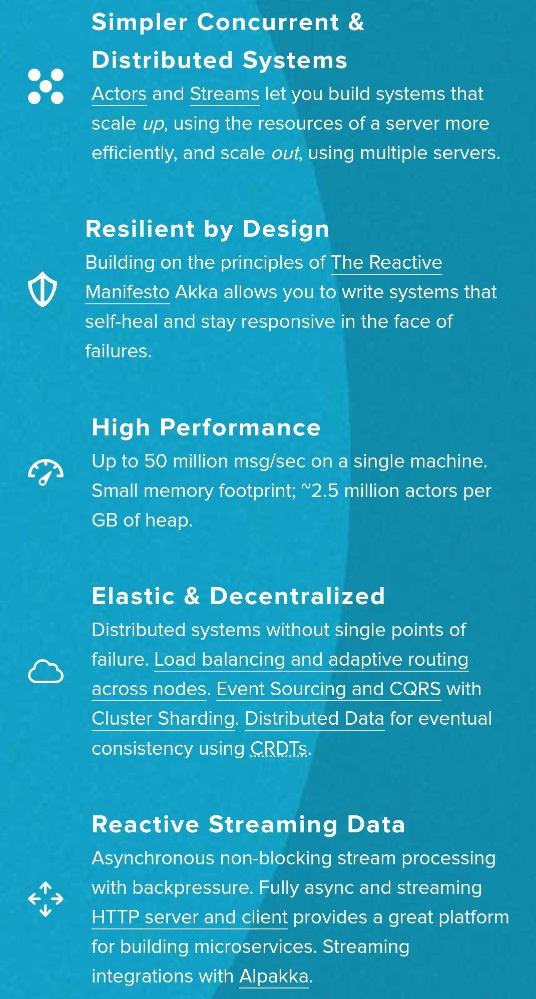 Simpler Concurrent &
Distributed Systems
Actors and Streams let you build systems that
scale up, using the resources of a server more
efficiently, and scale out, using multiple servers.
Resilient by Design
Building on the principles of The Reactive
Manifesto Akka allows you to write systems that
self-heal and stay responsive in the face of
failures.
High Performance
Up to 50 million msg/sec on a single machine.
Small memory footprint; ~2.5 million actors per
GB of heap.
Elastic & Decentralized
Distributed systems without single points of
failure. Load balancing and adaptive routing
across nodes. Event Sourcing and CQRS with
Cluster Sharding. Distributed Data for eventual
consistency using CRDTs.
Reactive Streaming Data
Asynchronous non-blocking stream processing
with backpressure. Fully async and streaming
HTTP server and client provides a great platform
for building microservices. Streaming
integrations with Alpakka.